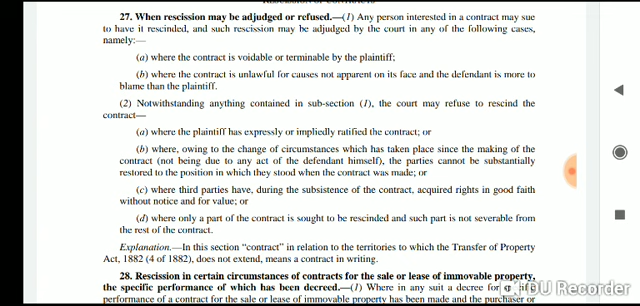 RESCISSION OF CONTRACTS
27. When rescission may be adjudged or refused.—(1) Any person interested in a contract may sue
to have it rescinded, and such rescission may be adjudged by the court in any of the following cases,
namely:—
(a) where the contract is voidable or terminable by the plaintiff;
(b) where the contract is unlawful for causes not apparent on its face and the defendant is more to
blame than the plaintiff.
(2) Notwithstanding anything contained in sub-section (1), the court may refuse to rescind the
contract—
(a) where the plaintiff has expressly or impliedly ratified the contract; or
(b) where, owing to the change of circumstances which has taken place since the making of the
contract (not being due to any act of the defendant himself), the parties cannot be substantially
restored to the position in which they stood when the contract was made; or
(c) where third parties have, during the subsistence of the contract, acquired rights in good faith
without notice and for value; or
(d) where only a part of the contract is sought to be rescinded and such part is not severable from
the rest of the contract.
Explanation.—In this section “contract” in relation to the territories to which the Transfer of Property
Act, 1882 (4 of 1882), does not extend, means a contract in writing.
28. Rescission in certain circumstances of contracts for the sale or lease of immovable property,
the specific performance of which has been decreed.—(1) Where in any suit a decree for specific
performance of a contract for the sale or lease of immovable property has been made and the purchaser or
DU Recorder